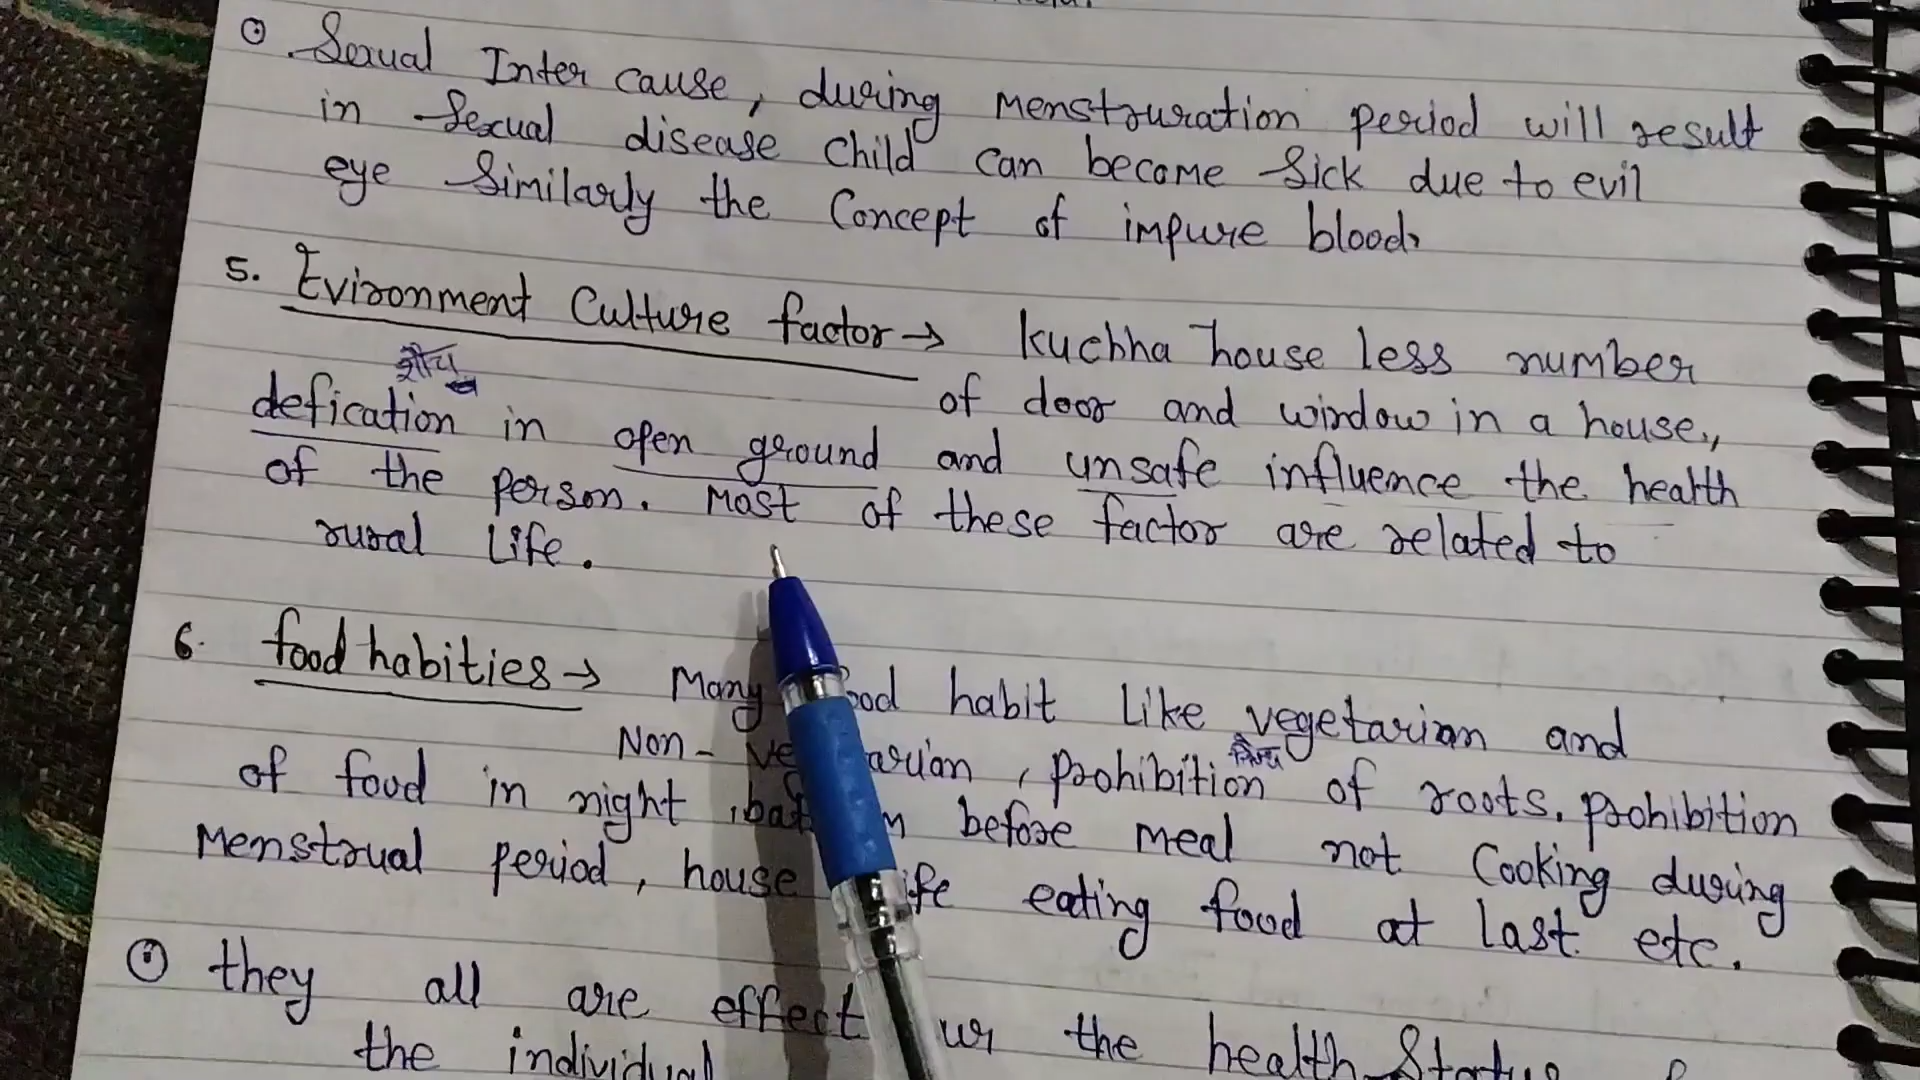 Sexual Inter cause, during Menstruration period will result
in Sexual disease child can become Sick due to evil
eye Similarly the Concept of impure blood.
5. Evironment Culture factor → kuchha house less number
of door and window in a house,
शौच
defication in open ground and unsafe influence the health
of the person. Most of these factor are related to
rural Life.
6. food habities → Many food habit Like vegetarian and
Non- , prohibition of roots. prohibition
of food in night before meal not Cooking during
Menstrual period, house eating food at last etc.
they all are effect the health
the individual